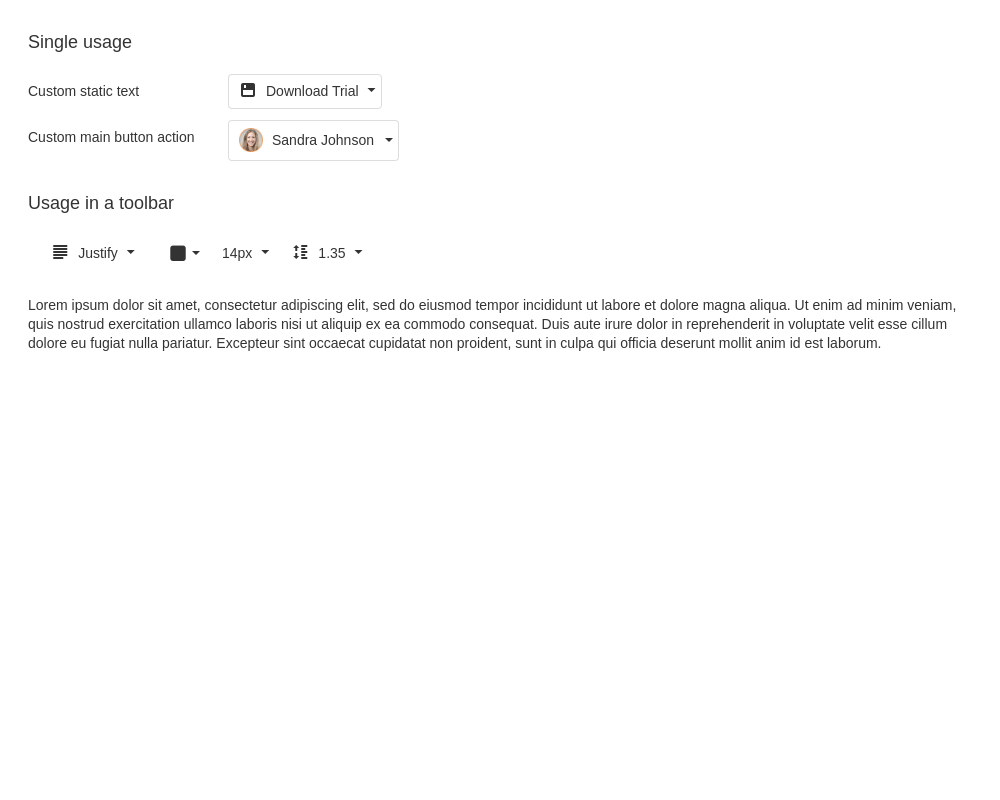 Single usage
Custom static text
Download Trial
Custom main button action
Sandra Johnson
Usage in a toolbar
Justify
14px
1.35
Lorem ipsum dolor sit amet, consectetur adipiscing elit, sed do eiusmod tempor incididunt ut labore et dolore magna aliqua. Ut enim ad minim veniam,
quis nostrud exercitation ullamco laboris nisi ut aliquip ex ea commodo consequat. Duis aute irure dolor in reprehenderit in voluptate velit esse cillum
dolore eu fugiat nulla pariatur. Excepteur sint occaecat cupidatat non proident, sunt in culpa qui officia deserunt mollit anim id est laborum.